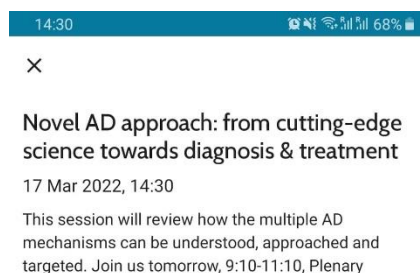 14:30
68%
Novel AD approach: from cutting-edge
science towards diagnosis & treatment
17 Mar 2022, 14:30
This session will review how the multiple AD
mechanisms can be understood, approached and
targeted. Join us tomorrow, 9:10-11:10, Plenary